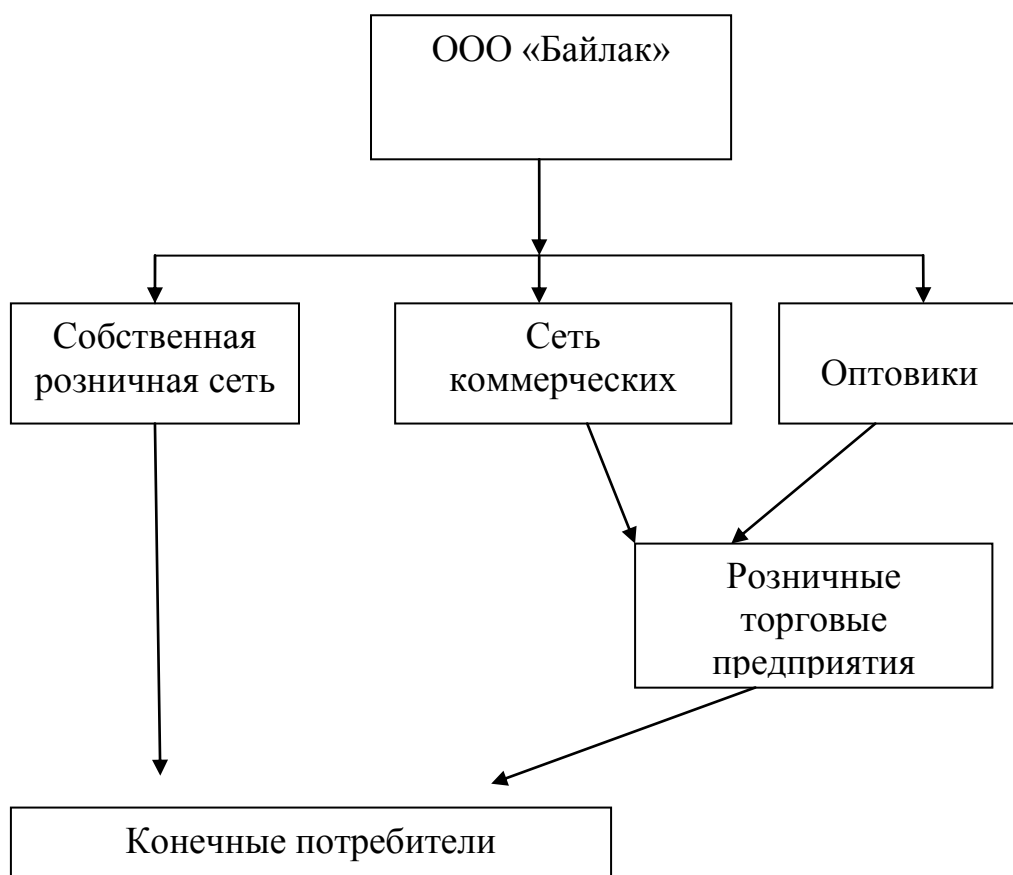 ООО «Байлак»
Собственная
розничная сеть
Сеть
коммерческих
Оптовики
Розничные
торговые
предприятия
Конечные потребители